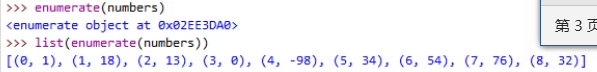 >>> enumerate(numbers)
<enumerate object at 0x02EE3DA0>
>>> list(enumerate(numbers))
[(0, 1), (1, 18), (2, 13), (3, 0), (4, -98), (5, 34), (6, 54), (7, 76), (8, 32)]
第 3 页